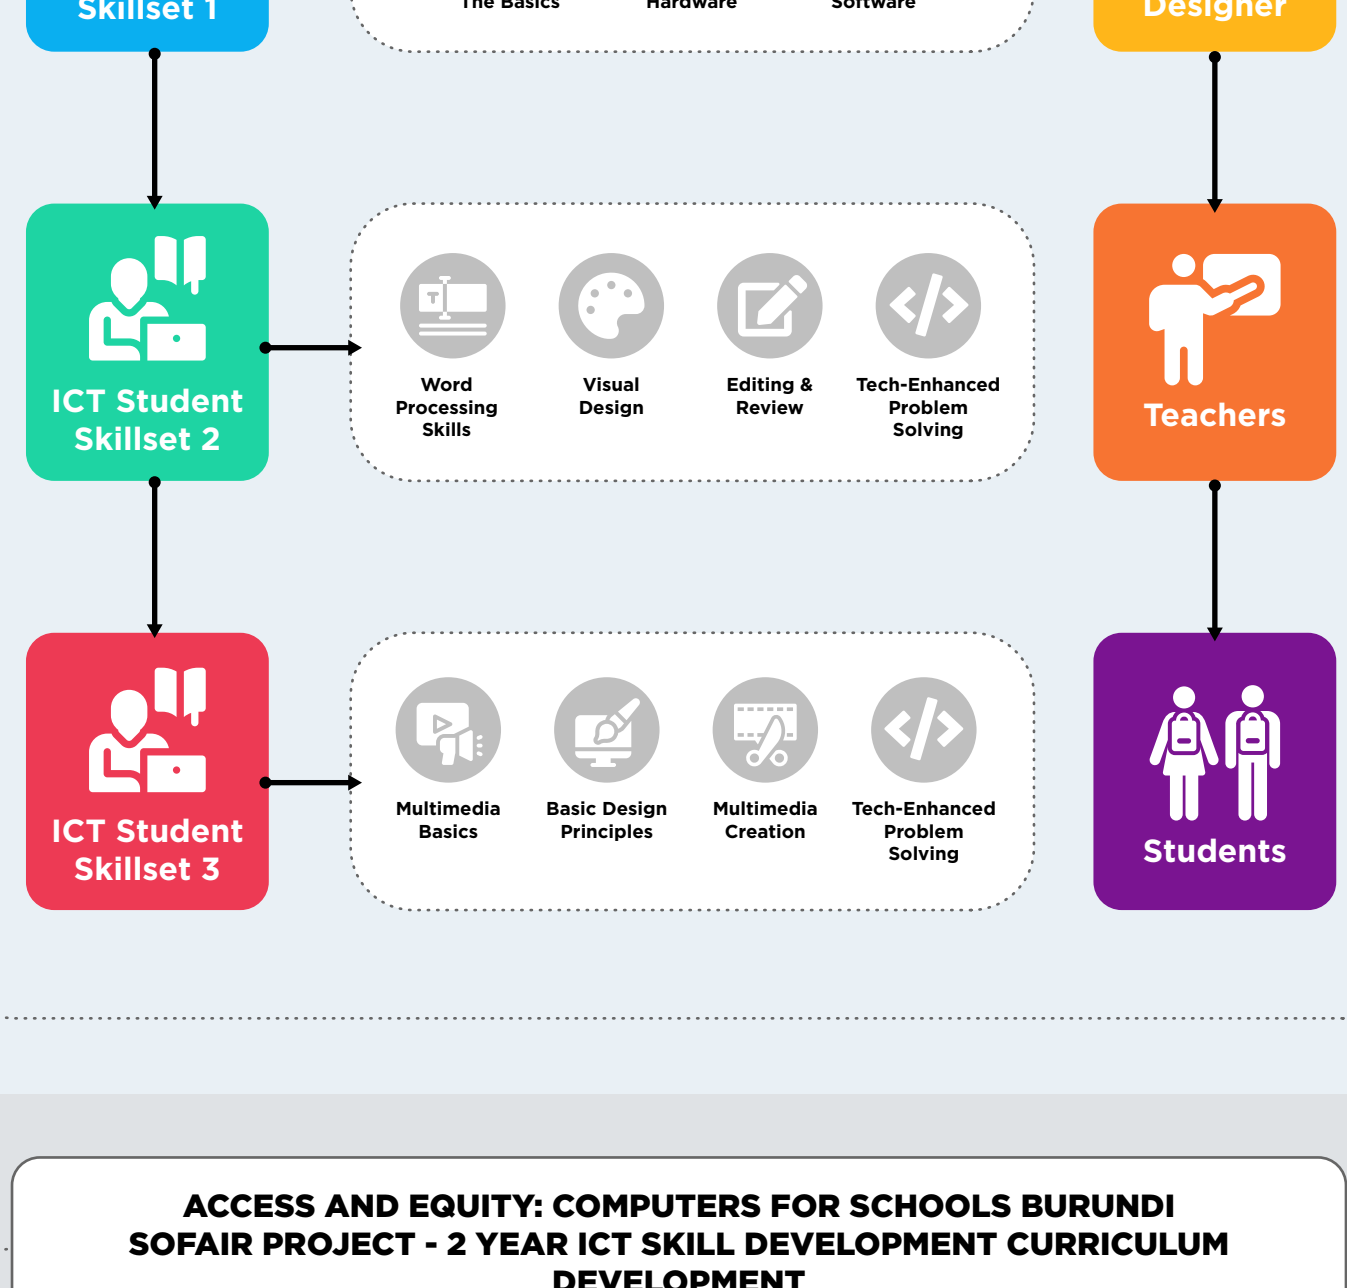 Skillset 1
The Basics
Hardware
Software
Designer
ICT Student
Skillset 2
Word
Processing
Skills
Visual
Design
Editing &
Review
Tech-Enhanced
Problem
Solving
Teachers
ICT Student
Skillset 3
Multimedia
Basics
Basic Design
Principles
Multimedia
Creation
Tech-Enhanced
Problem
Solving
Students
ACCESS AND EQUITY: COMPUTERS FOR SCHOOLS BURUNDI
SOFAIR PROJECT - 2 YEAR ICT SKILL DEVELOPMENT CURRICULUM
DEVELOPMENT